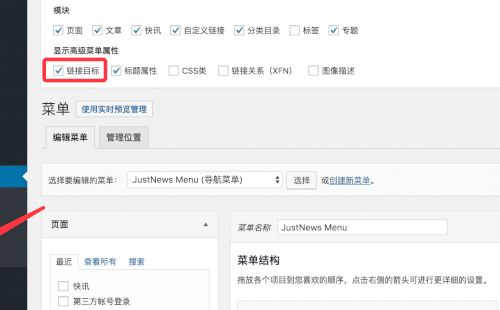 模块
页面 文章 快讯 自定义链接 分类目录 标签 专题
显示高级菜单属性
链接目标 标题属性 CSS类 链接关系（XFN） 图像描述
菜单 使用实时预览管理
编辑菜单 管理位置
选择要编辑的菜单： JustNews Menu (导航菜单) 选择 或创建新菜单。
页面
菜单名称 JustNews Menu
最近 查看所有 搜索
快讯
第三方帐号登录
菜单结构
拖放各个项目到您喜欢的顺序，点击右侧的箭头可进行更详细的设置。